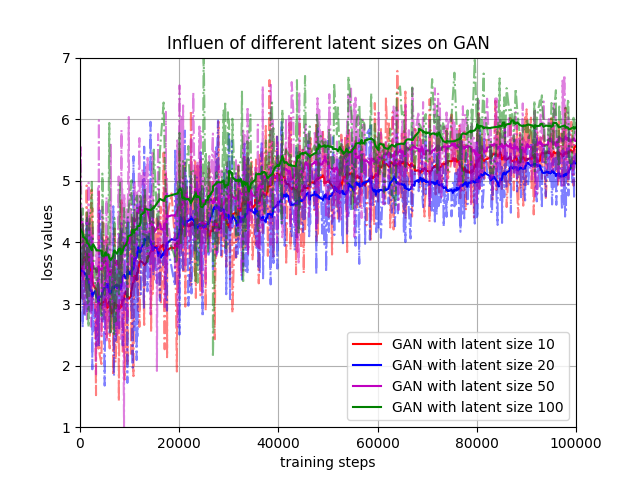 Influen of different latent sizes on GAN
7
6
5
4
3
2
1
loss values
0
20000
40000
60000
80000
100000
training steps
GAN with latent size 10
GAN with latent size 20
GAN with latent size 50
GAN with latent size 100